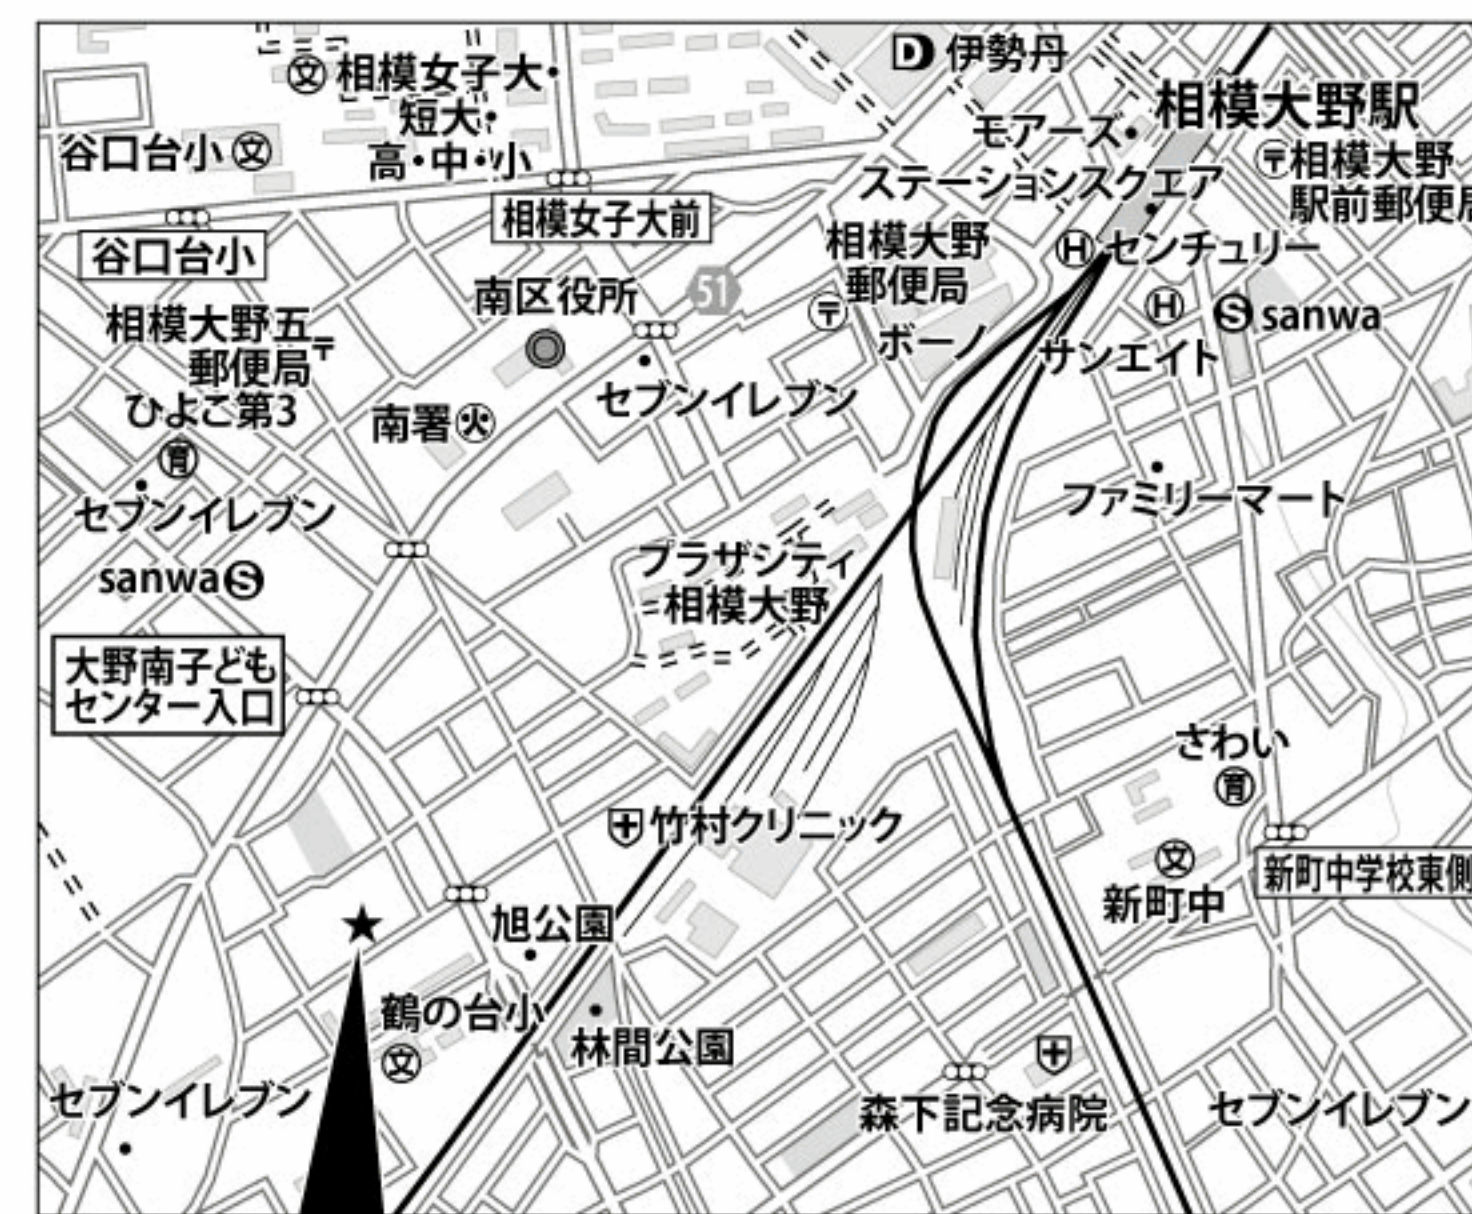 D 伊勢丹
文 相模女子大・
短大・
高・中・小
谷口台小 文
相模大野駅
モアーズ
〒相模大野
駅前郵便局
ステーションスクエア
相模女子大前
谷口台小
相模大野
郵便局
〒
H センチュリー
51
南区役所
H
S sanwa
相模大野五
郵便局
〒
ボーノ
サンエイト
ひよこ第3
育
セブンイレブン
南署 火
セブンイレブン
ファミリーマート
sanwa S
プラザシティ
相模大野
大野南子ども
センター入口
さわい
育
竹村クリニック
文
新町中
新町中学校東側
旭公園
鶴の台小
文
林間公園
セブンイレブン
森下記念病院
セブンイレブン